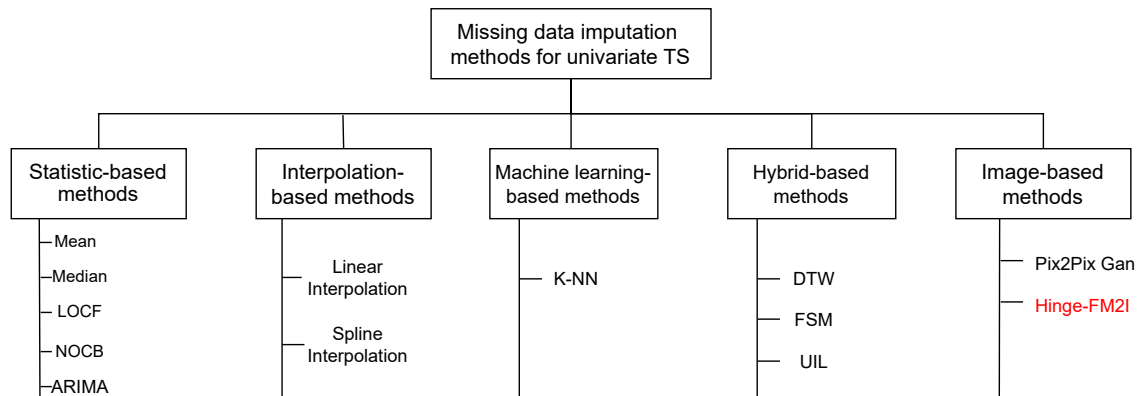 Missing data imputation
methods for univariate TS
Statistic-based
methods
Interpolation-
based methods
Machine learning-
based methods
Hybrid-based
methods
Image-based
methods
Mean
Median
LOCF
NOCB
ARIMA
Linear
Interpolation
Spline
Interpolation
K-NN
DTW
FSM
UIL
Pix2Pix Gan
Hinge-FM2I